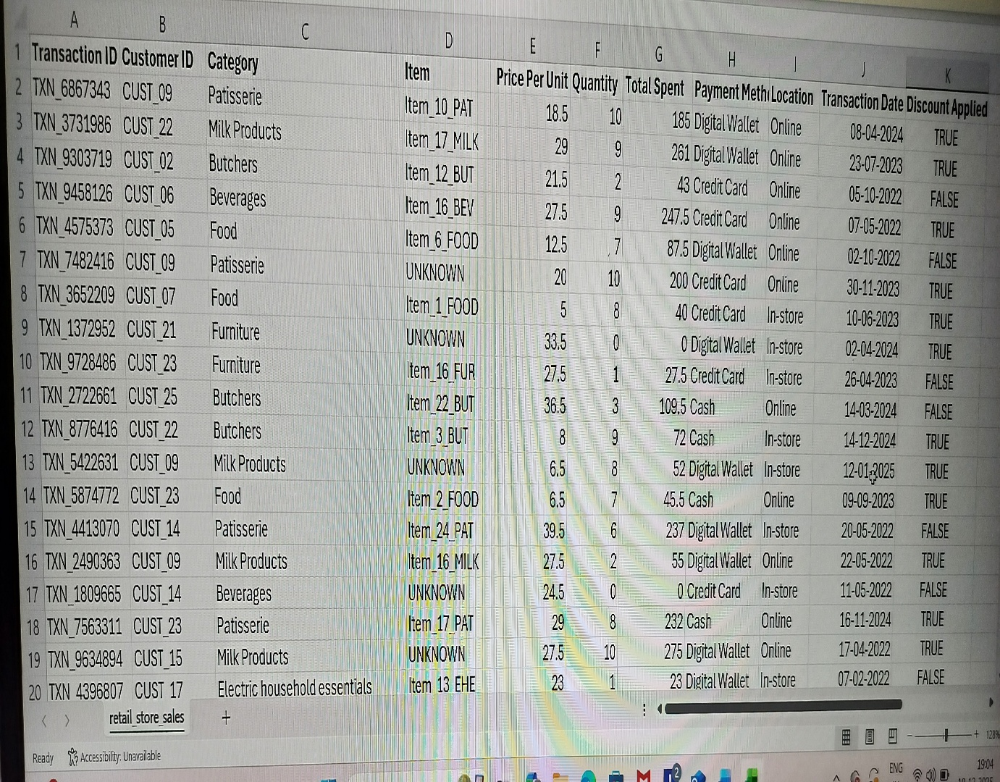 A B C D E F G H I J K
1 Transaction ID Customer ID Category Item Price Per Unit Quantity Total Spent Payment Meth Location Transaction Date Discount Applied
2 TXN_6867343 CUST_09 Patisserie Item_10_PAT 18.5 10 185 Digital Wallet Online 08-04-2024 TRUE
3 TXN_3731986 CUST_22 Milk Products Item_17_MILK 29 9 261 Digital Wallet Online 23-07-2023 TRUE
4 TXN_9303719 CUST_02 Butchers Item_12_BUT 21.5 2 43 Credit Card Online 05-10-2022 FALSE
5 TXN_9458126 CUST_06 Beverages Item_16_BEV 27.5 9 247.5 Credit Card Online 07-05-2022 TRUE
6 TXN_4575373 CUST_05 Food Item_6_FOOD 12.5 7 87.5 Digital Wallet Online 02-10-2022 FALSE
7 TXN_7482416 CUST_09 Patisserie UNKNOWN 20 10 200 Credit Card Online 30-11-2023 TRUE
8 TXN_3652209 CUST_07 Food Item_1_FOOD 5 8 40 Credit Card In-store 10-06-2023 TRUE
9 TXN_1372952 CUST_21 Furniture UNKNOWN 33.5 0 0 Digital Wallet In-store 02-04-2024 TRUE
10 TXN_9728486 CUST_23 Furniture Item_16_FUR 27.5 1 27.5 Credit Card In-store 26-04-2023 FALSE
11 TXN_2722661 CUST_25 Butchers Item_22_BUT 36.5 3 109.5 Cash Online 14-03-2024 FALSE
12 TXN_8776416 CUST_22 Butchers Item_3_BUT 8 9 72 Cash In-store 14-12-2024 TRUE
13 TXN_5422631 CUST_09 Milk Products UNKNOWN 6.5 8 52 Digital Wallet In-store 12-01-2025 TRUE
14 TXN_5874772 CUST_23 Food Item_2_FOOD 6.5 7 45.5 Cash Online 09-09-2023 TRUE
15 TXN_4413070 CUST_14 Patisserie Item_24_PAT 39.5 6 237 Digital Wallet In-store 20-05-2022 FALSE
16 TXN_2490363 CUST_09 Milk Products Item_16_MILK 27.5 2 55 Digital Wallet Online 22-05-2022 TRUE
17 TXN_1809665 CUST_14 Beverages UNKNOWN 24.5 0 0 Credit Card In-store 11-05-2022 FALSE
18 TXN_7563311 CUST_23 Patisserie Item_17_PAT 29 8 232 Cash Online 16-11-2024 TRUE
19 TXN_9634894 CUST_15 Milk Products UNKNOWN 27.5 10 275 Digital Wallet Online 17-04-2022 TRUE
20 TXN_4396807 CUST_17 Electric household essentials Item_13_EHE 23 1 23 Digital Wallet In-store 07-02-2022 FALSE
retail_store_sales
Ready Accessibility: Unavailable 128%
2 ENG 19:04